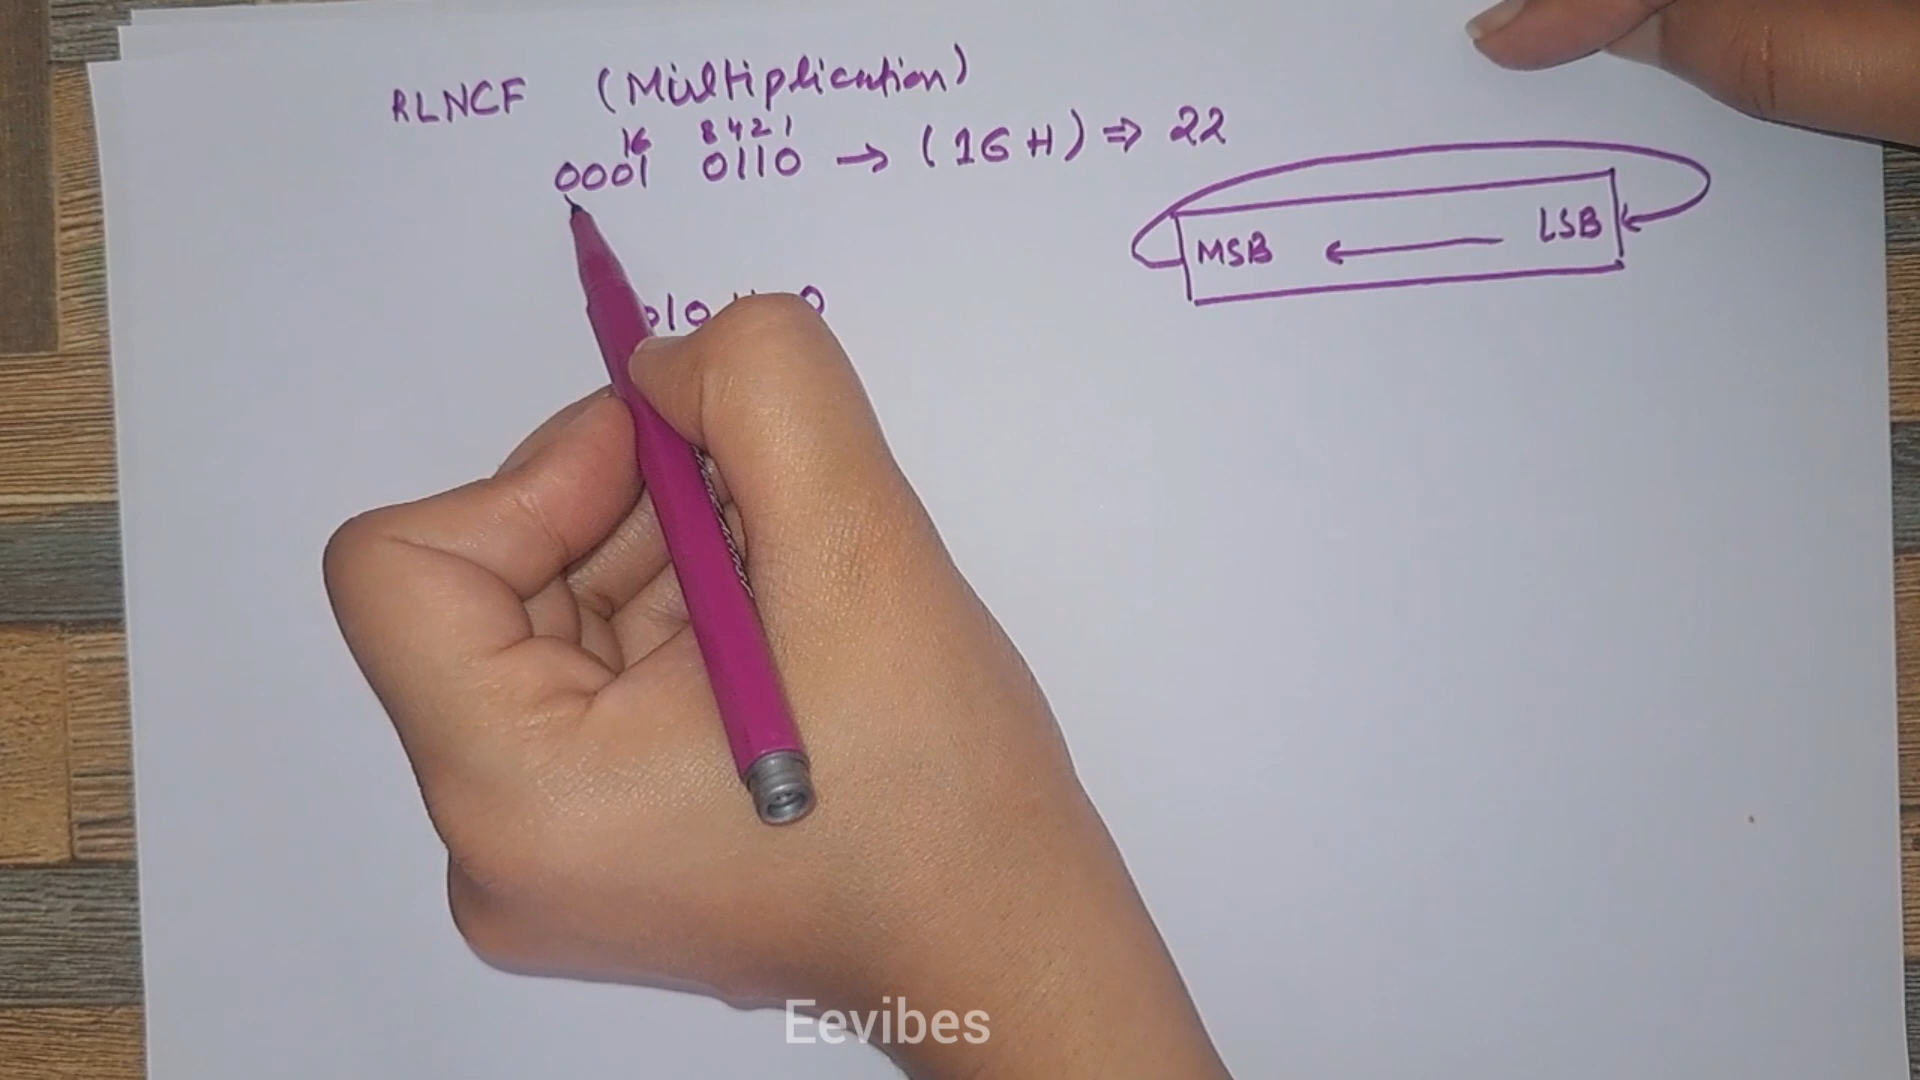 RLNCF (Multiplication)
16 8421
0001 0110 → (16H) ⇒ 22
MSB ← LSB
Eevibes